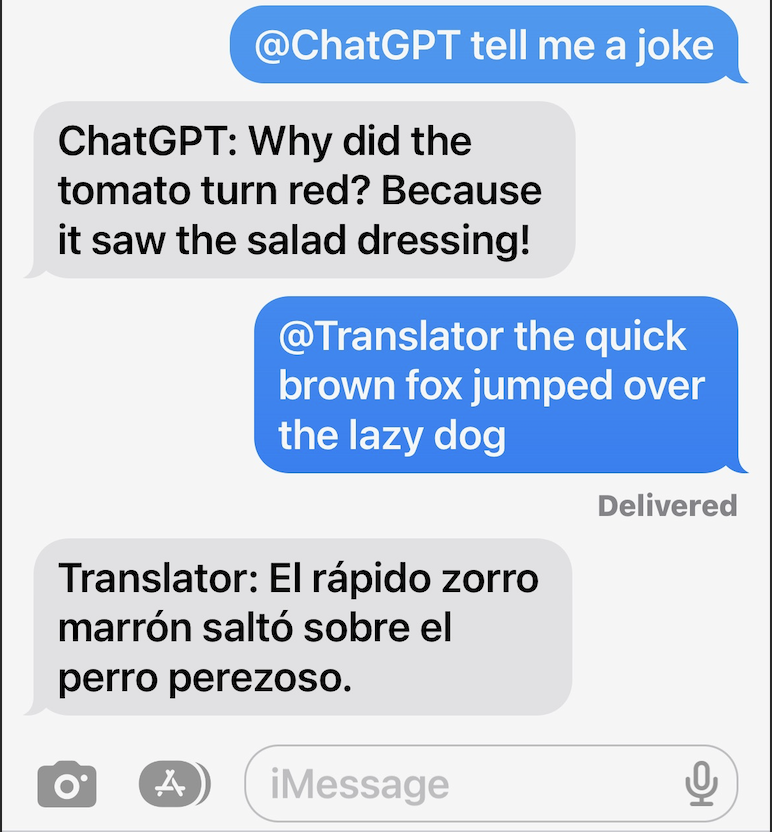 @ChatGPT tell me a joke
ChatGPT: Why did the
tomato turn red? Because
it saw the salad dressing!
@Translator the quick
brown fox jumped over
the lazy dog
Delivered
Translator: El rápido zorro
marrón saltó sobre el
perro perezoso.
iMessage